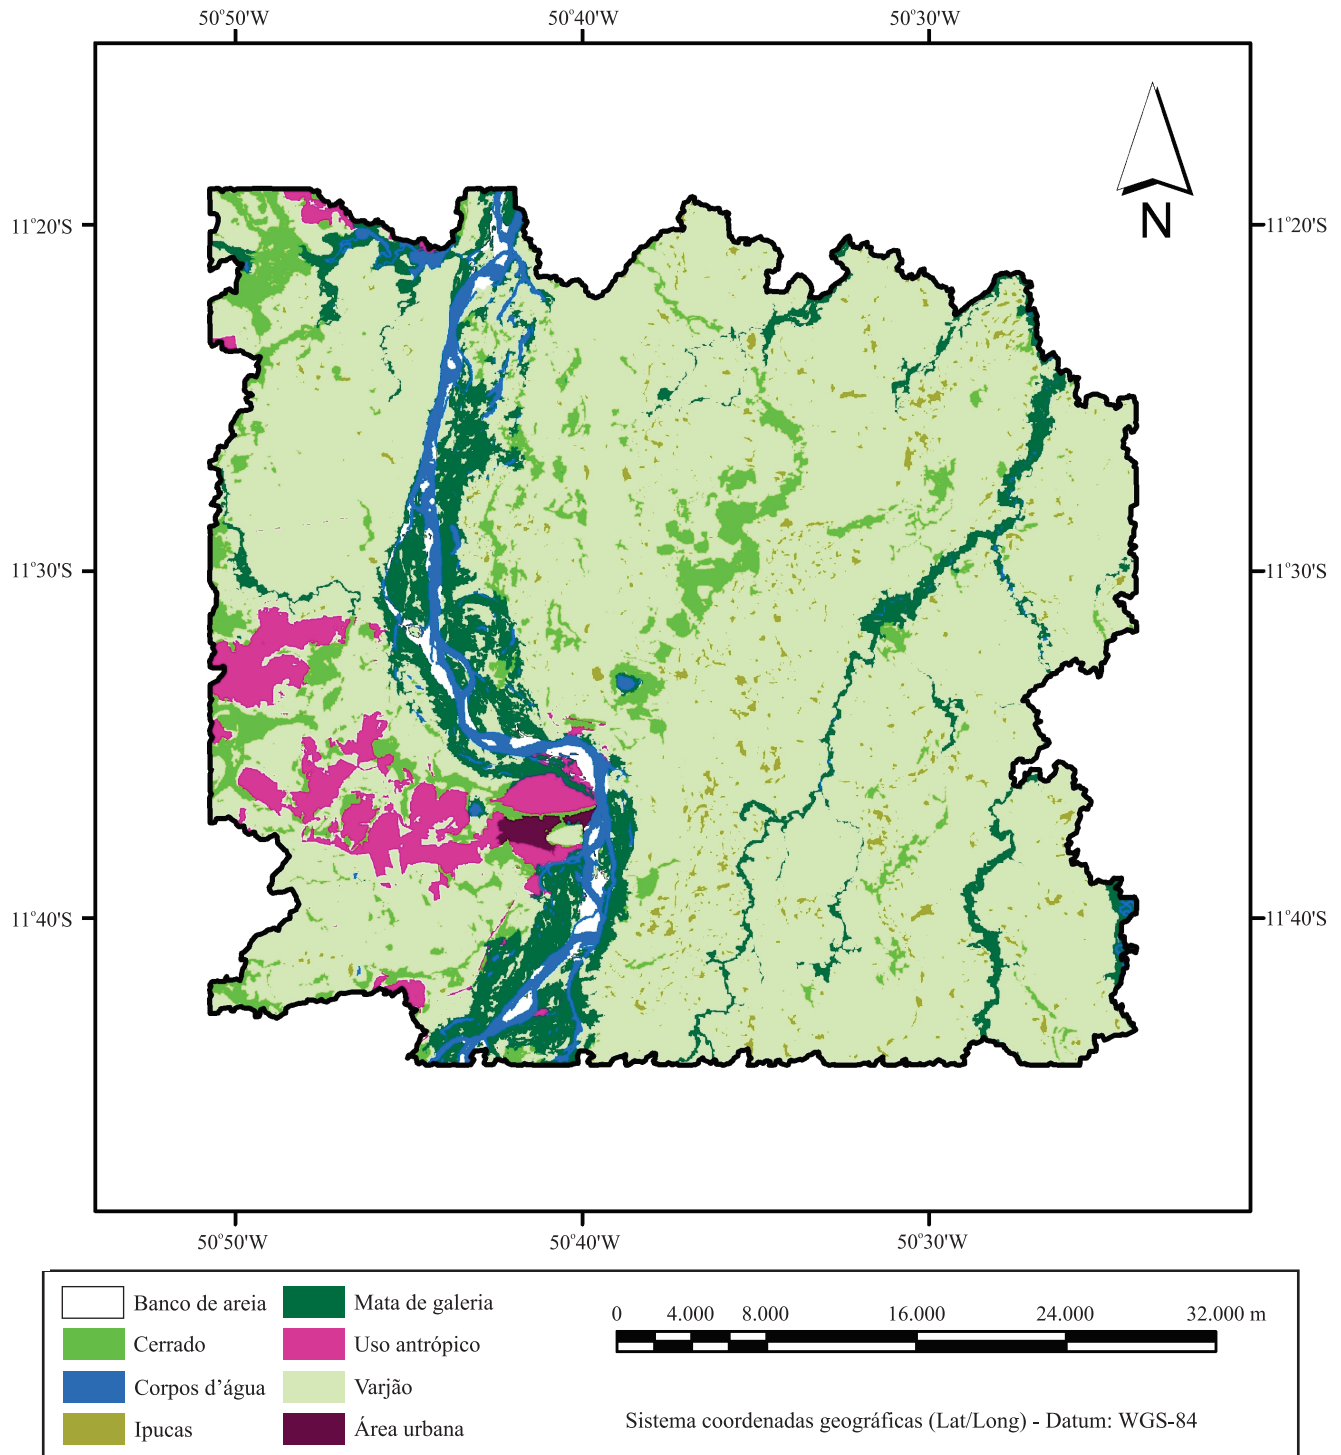 50°50'W 50°40'W 50°30'W
N
11°20'S 11°20'S
11°30'S 11°30'S
11°40'S 11°40'S
50°50'W 50°40'W 50°30'W
Banco de areia
Cerrado
Corpos d’água
Ipucas
Mata de galeria
Uso antrópico
Varjão
Área urbana
0 4.000 8.000 16.000 24.000 32.000 m
Sistema coordenadas geográficas (Lat/Long) - Datum: WGS-84